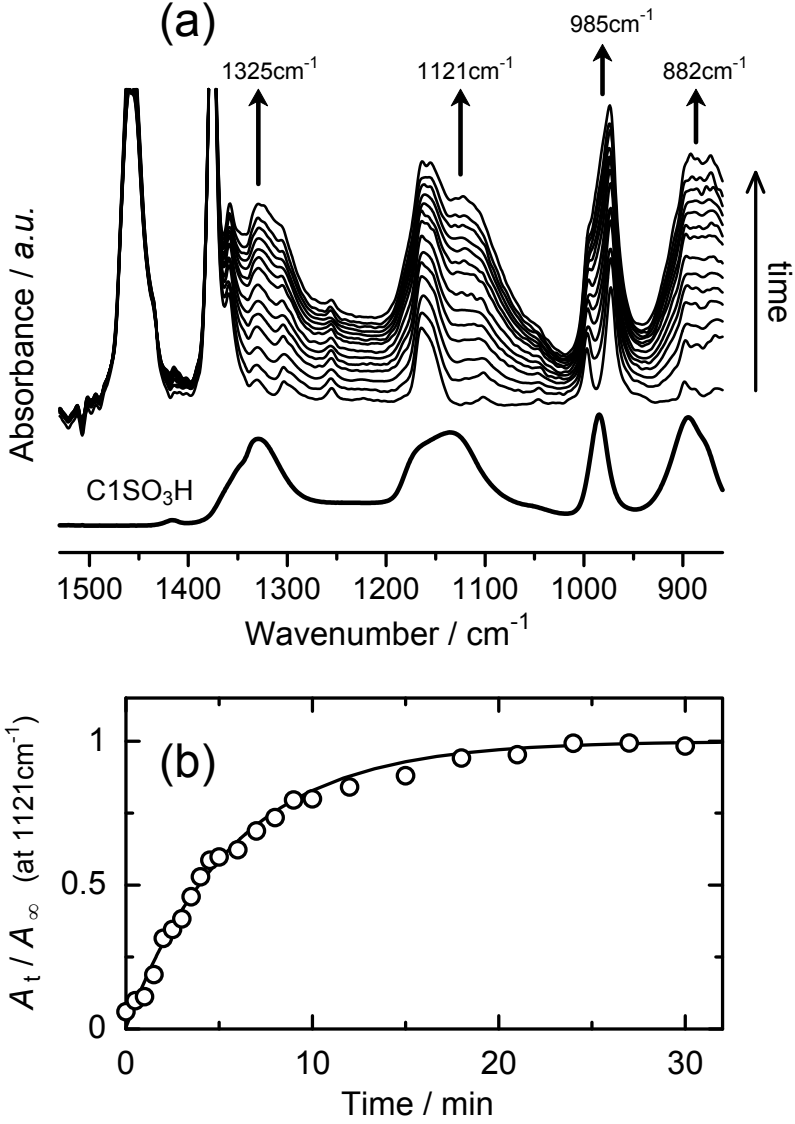 (a)
985cm⁻¹
1325cm⁻¹ 1121cm⁻¹ 882cm⁻¹
Absorbance / a.u.
time
C1SO₃H
1500 1400 1300 1200 1100 1000 900
Wavenumber / cm⁻¹
(b)
A t / A ∞ (at 1121cm⁻¹)
1
0.5
0
0 10 20 30
Time / min